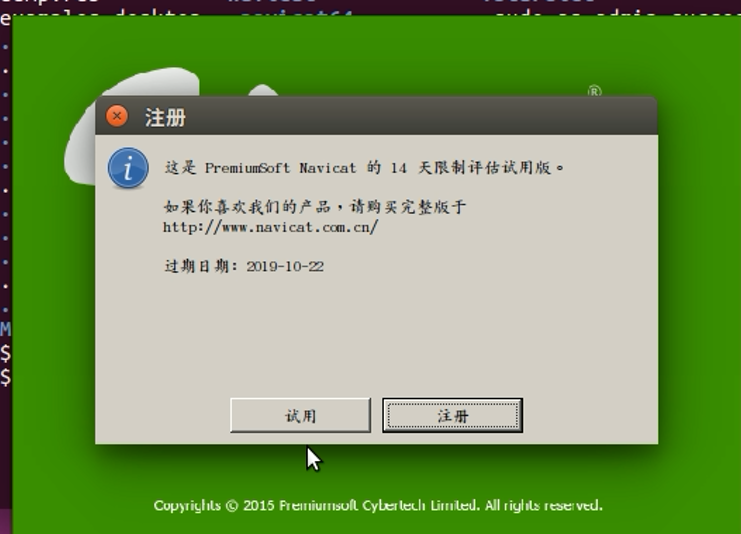 ®
注册
这是 PremiumSoft Navicat 的 14 天限制评估试用版。
如果你喜欢我们的产品，请购买完整版于
http://www.navicat.com.cn/
过期日期: 2019-10-22
试用 注册
M
$
$
Copyrights © 2015 Premiumsoft Cybertech Limited. All rights reserved.